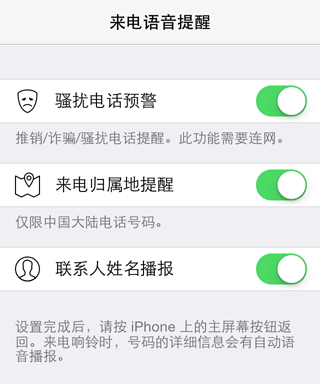 来电语音提醒
骚扰电话预警
推销/诈骗/骚扰电话提醒。此功能需要连网。
来电归属地提醒
仅限中国大陆电话号码。
联系人姓名播报
设置完成后，请按 iPhone 上的主屏幕按钮返
回。来电响铃时，号码的详细信息会有自动语
音播报。